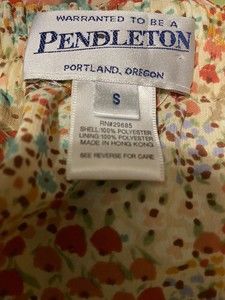 WARRANTED TO BE A
PENDLETON
PORTLAND, OREGON
S
RN#29685
SHELL:100% POLYESTER
LINING:100% POLYESTER
MADE IN HONG KONG
SEE REVERSE FOR CARE